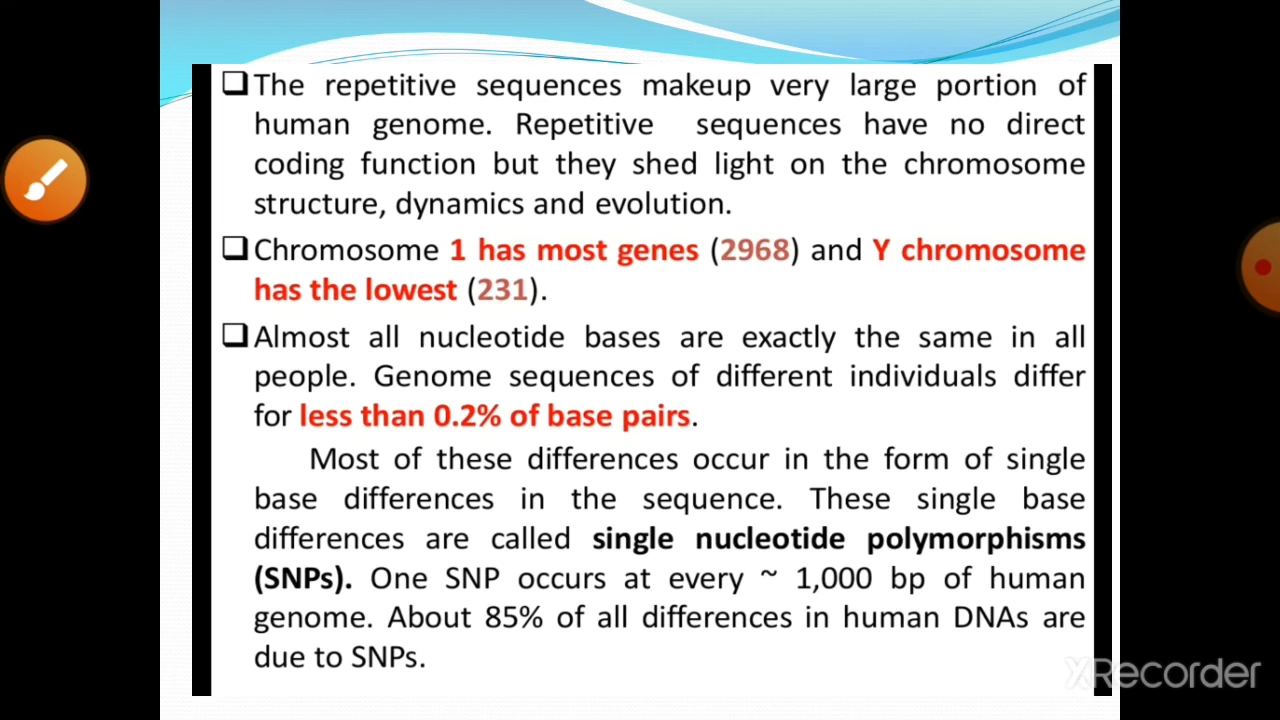 ❑The repetitive sequences makeup very large portion of
human genome. Repetitive sequences have no direct
coding function but they shed light on the chromosome
structure, dynamics and evolution.
❑Chromosome 1 has most genes (2968) and Y chromosome
has the lowest (231).
❑Almost all nucleotide bases are exactly the same in all
people. Genome sequences of different individuals differ
for less than 0.2% of base pairs.
Most of these differences occur in the form of single
base differences in the sequence. These single base
differences are called single nucleotide polymorphisms
(SNPs). One SNP occurs at every ~ 1,000 bp of human
genome. About 85% of all differences in human DNAs are
due to SNPs.
XRecorder